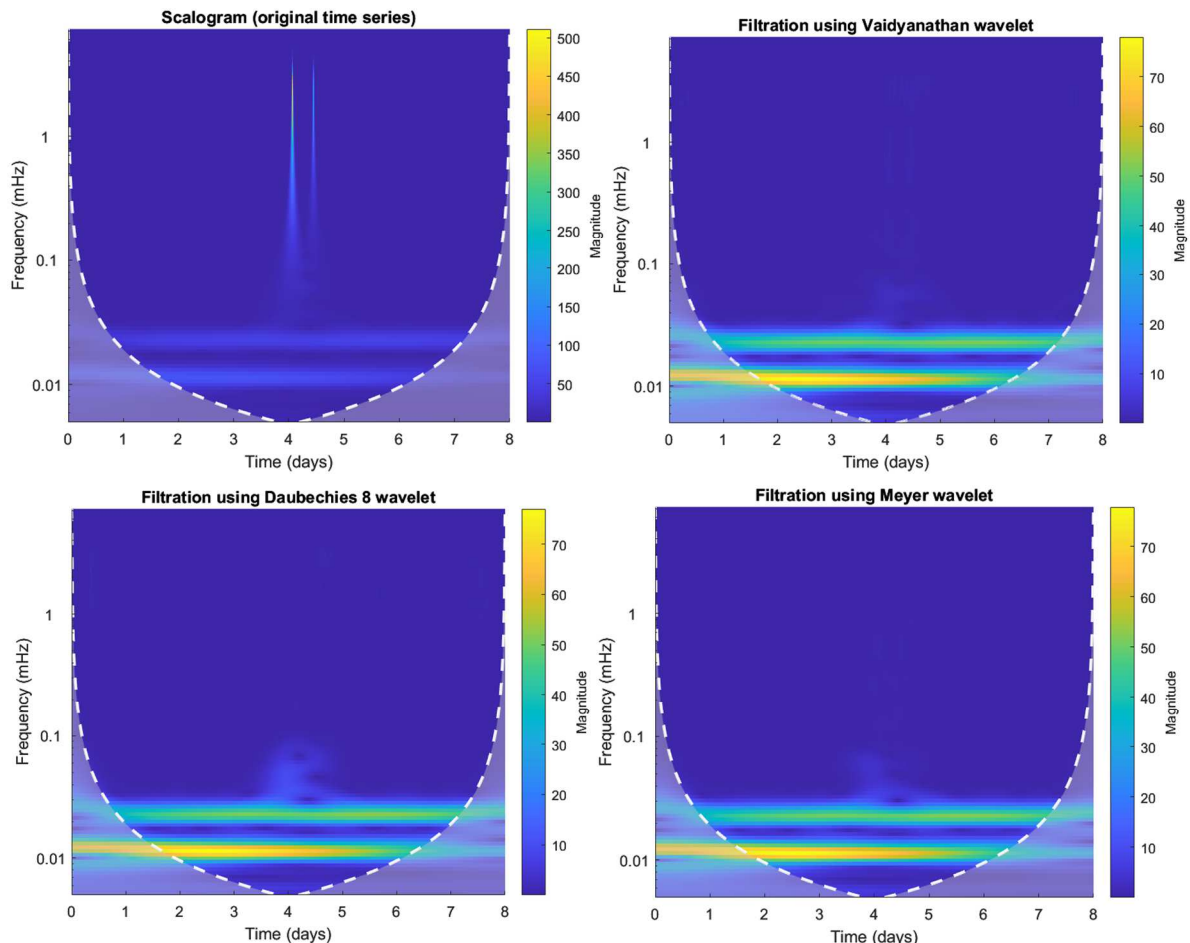 Scalogram (original time series)
Frequency (mHz)
1
0.1
0.01
0 1 2 3 4 5 6 7 8
Time (days)
500
450
400
350
300
250
200
150
100
50
Magnitude
Filtration using Vaidyanathan wavelet
Frequency (mHz)
1
0.1
0.01
0 1 2 3 4 5 6 7 8
Time (days)
70
60
50
40
30
20
10
Magnitude
Filtration using Daubechies 8 wavelet
Frequency (mHz)
1
0.1
0.01
0 1 2 3 4 5 6 7 8
Time (days)
70
60
50
40
30
20
10
Magnitude
Filtration using Meyer wavelet
Frequency (mHz)
1
0.1
0.01
0 1 2 3 4 5 6 7 8
Time (days)
70
60
50
40
30
20
10
Magnitude